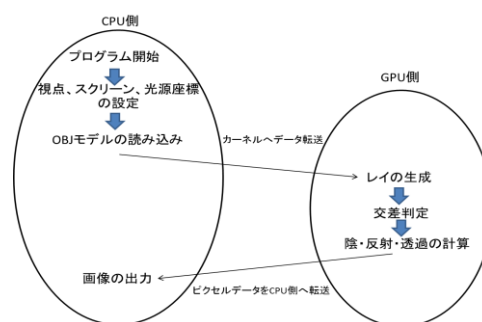 CPU側
プログラム開始
視点、スクリーン、光源座標
の設定
OBJモデルの読み込み
カーネルへデータ転送
GPU側
レイの生成
交差判定
陰・反射・透過の計算
ピクセルデータをCPU側へ転送
画像の出力